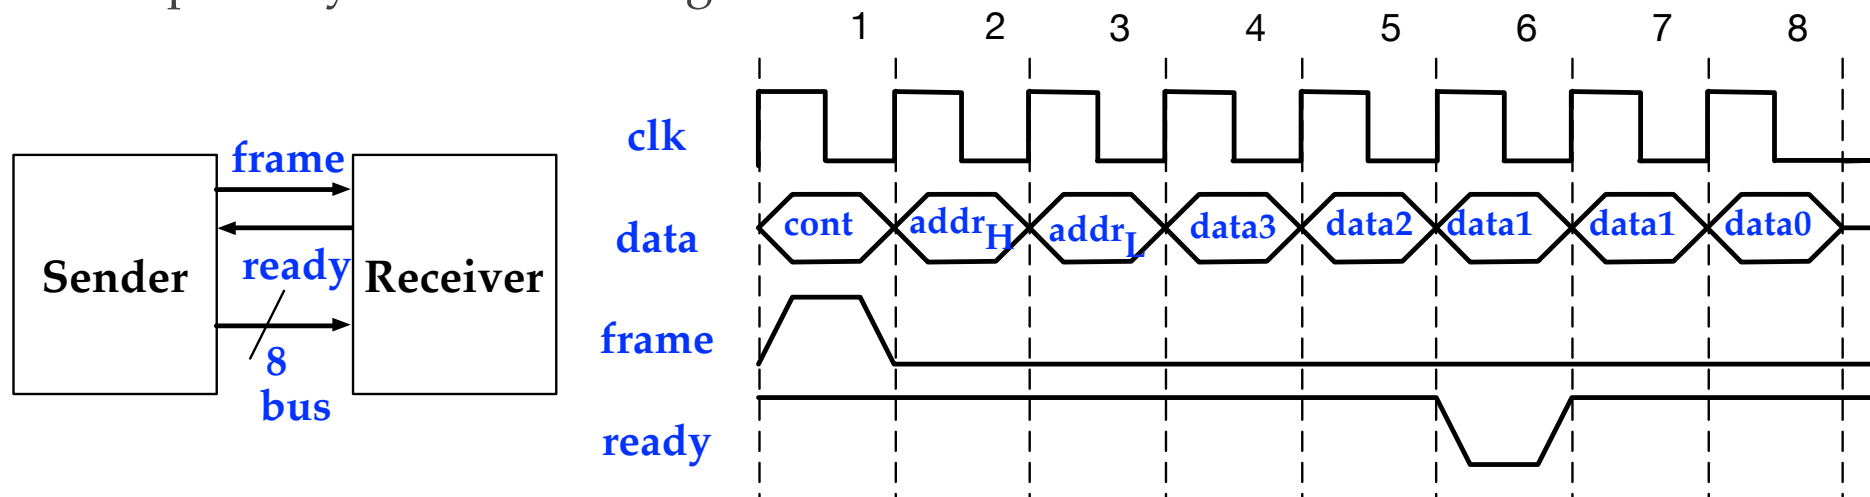 1 2 3 4 5 6 7 8
frame
ready
Sender
Receiver
8
bus
clk
data
cont addrH addrL data3 data2 data1 data1 data0
frame
ready